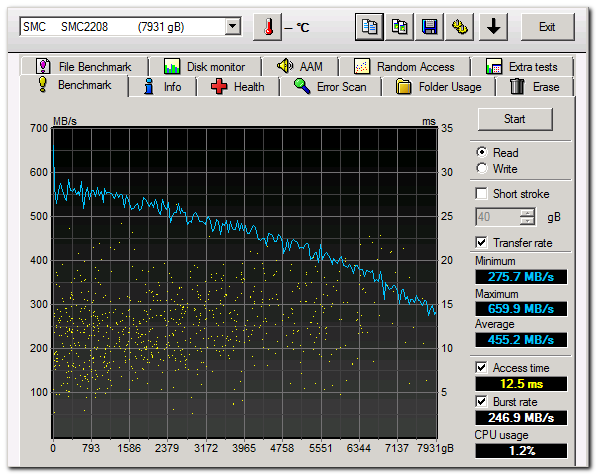 SMC SMC2208 (7931 gB)
– °C
Exit
File Benchmark Disk monitor AAM Random Access Extra tests
Benchmark Info Health Error Scan Folder Usage Erase
MB/s ms
700 35
600 30
500 25
400 20
300 15
200 10
100 5
0 793 1586 2379 3172 3965 4758 5551 6344 7137 7931gB
Start
Read
Write
Short stroke
40 gB
Transfer rate
Minimum
275.7 MB/s
Maximum
659.9 MB/s
Average
455.2 MB/s
Access time
12.5 ms
Burst rate
246.9 MB/s
CPU usage
1.2%